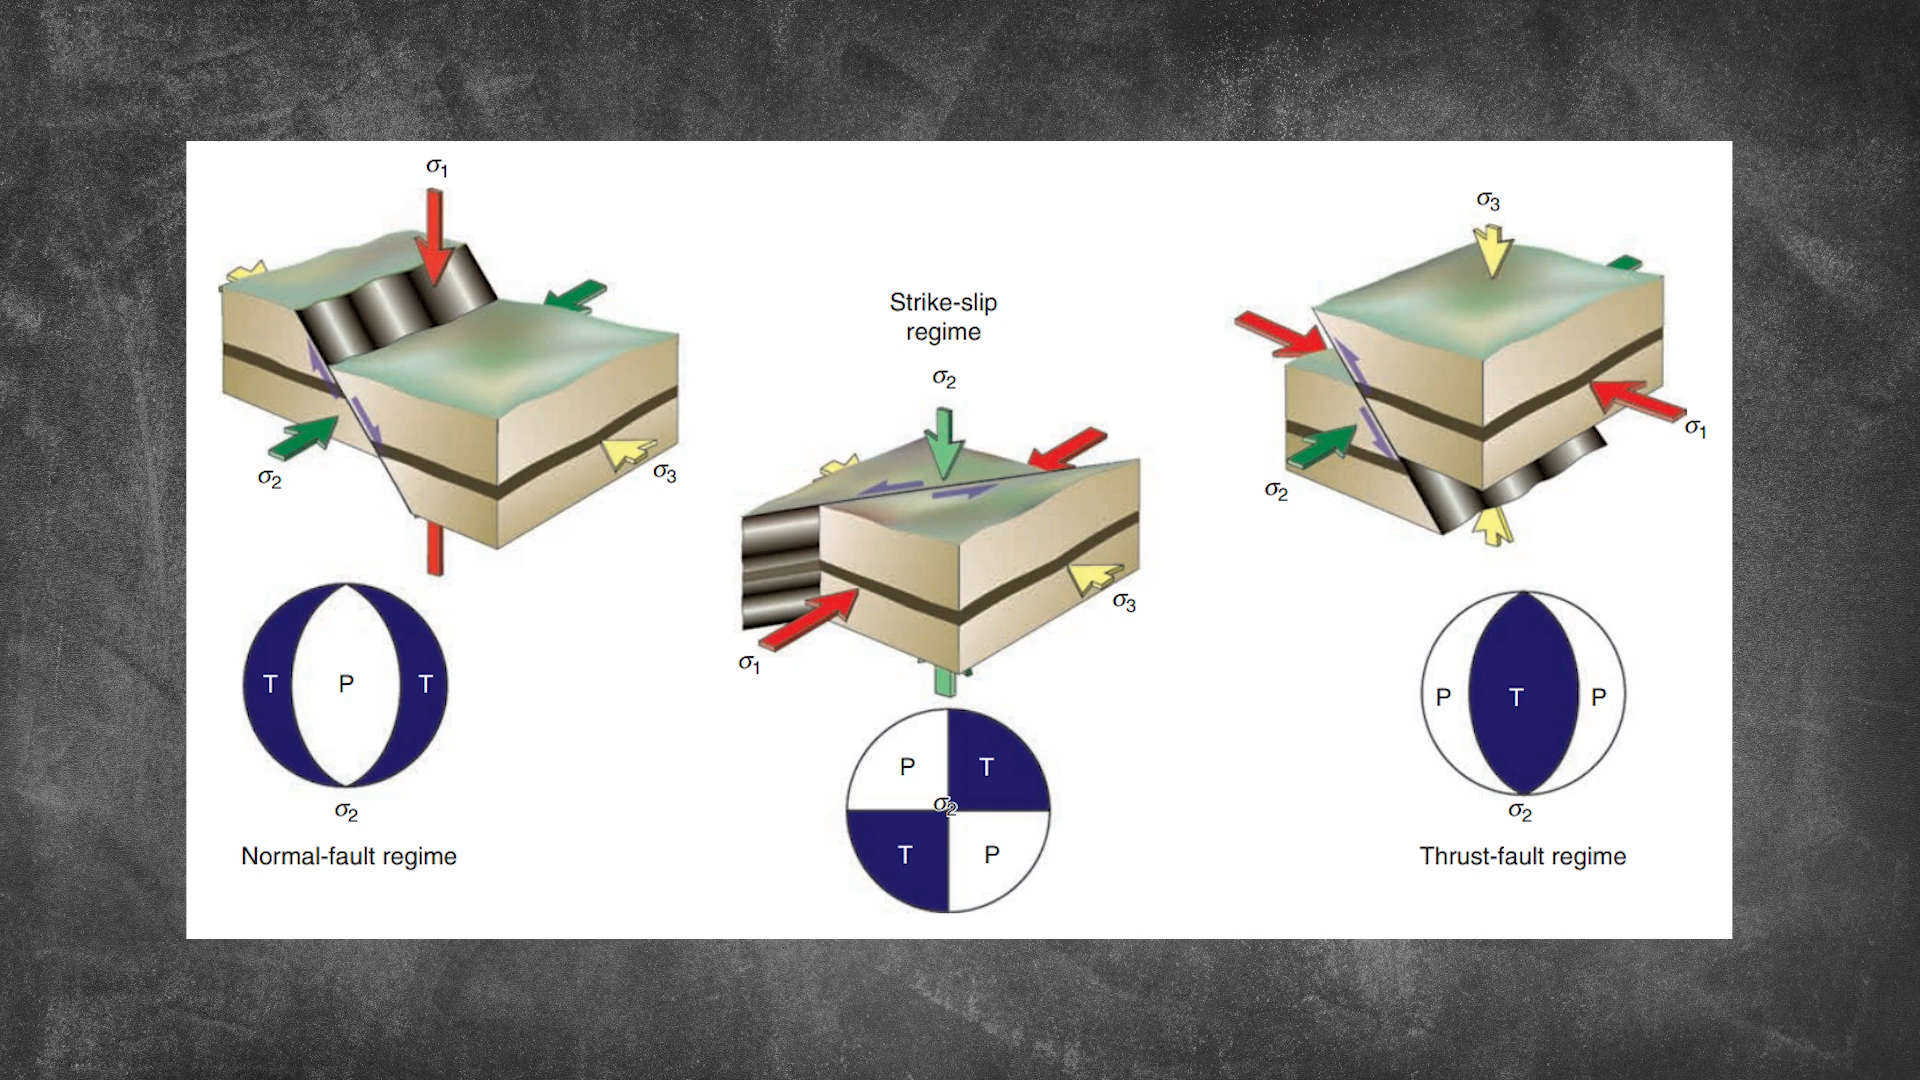 σ1
σ2
σ3
T P T
σ2
Normal-fault regime
Strike-slip
regime
σ2
σ1
σ3
P T
σ2
T P
σ3
σ1
σ2
P T P
σ2
Thrust-fault regime